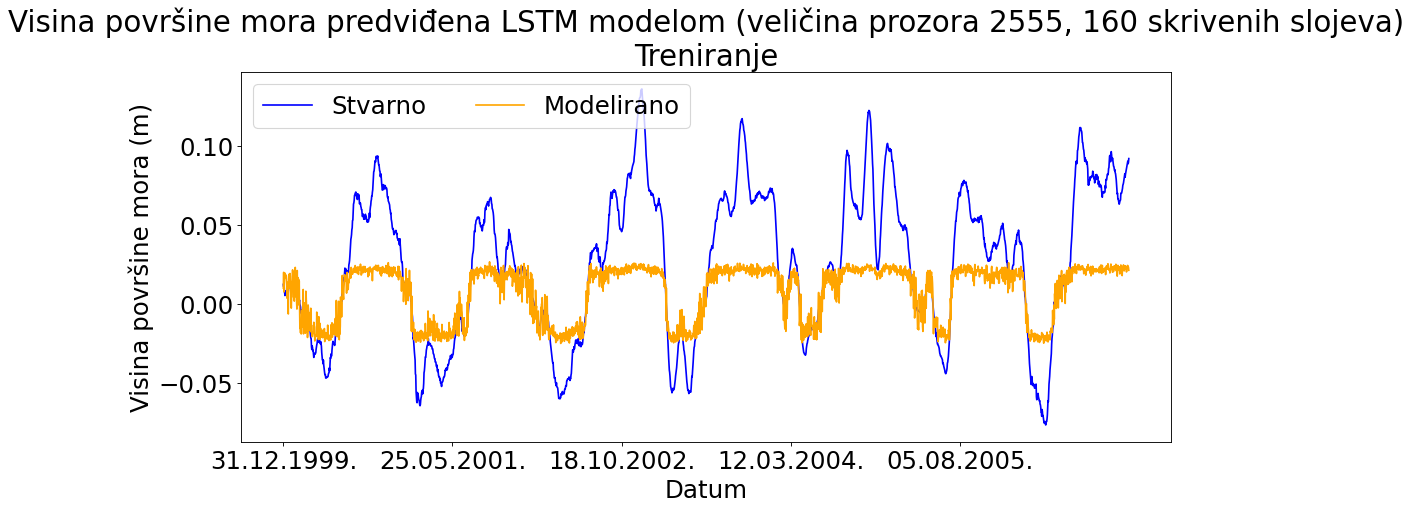 Visina površine mora predviđena LSTM modelom (veličina prozora 2555, 160 skrivenih slojeva)
Treniranje
Stvarno Modelirano
Visina površine mora (m)
0.10
0.05
0.00
−0.05
31.12.1999. 25.05.2001. 18.10.2002. 12.03.2004. 05.08.2005.
Datum